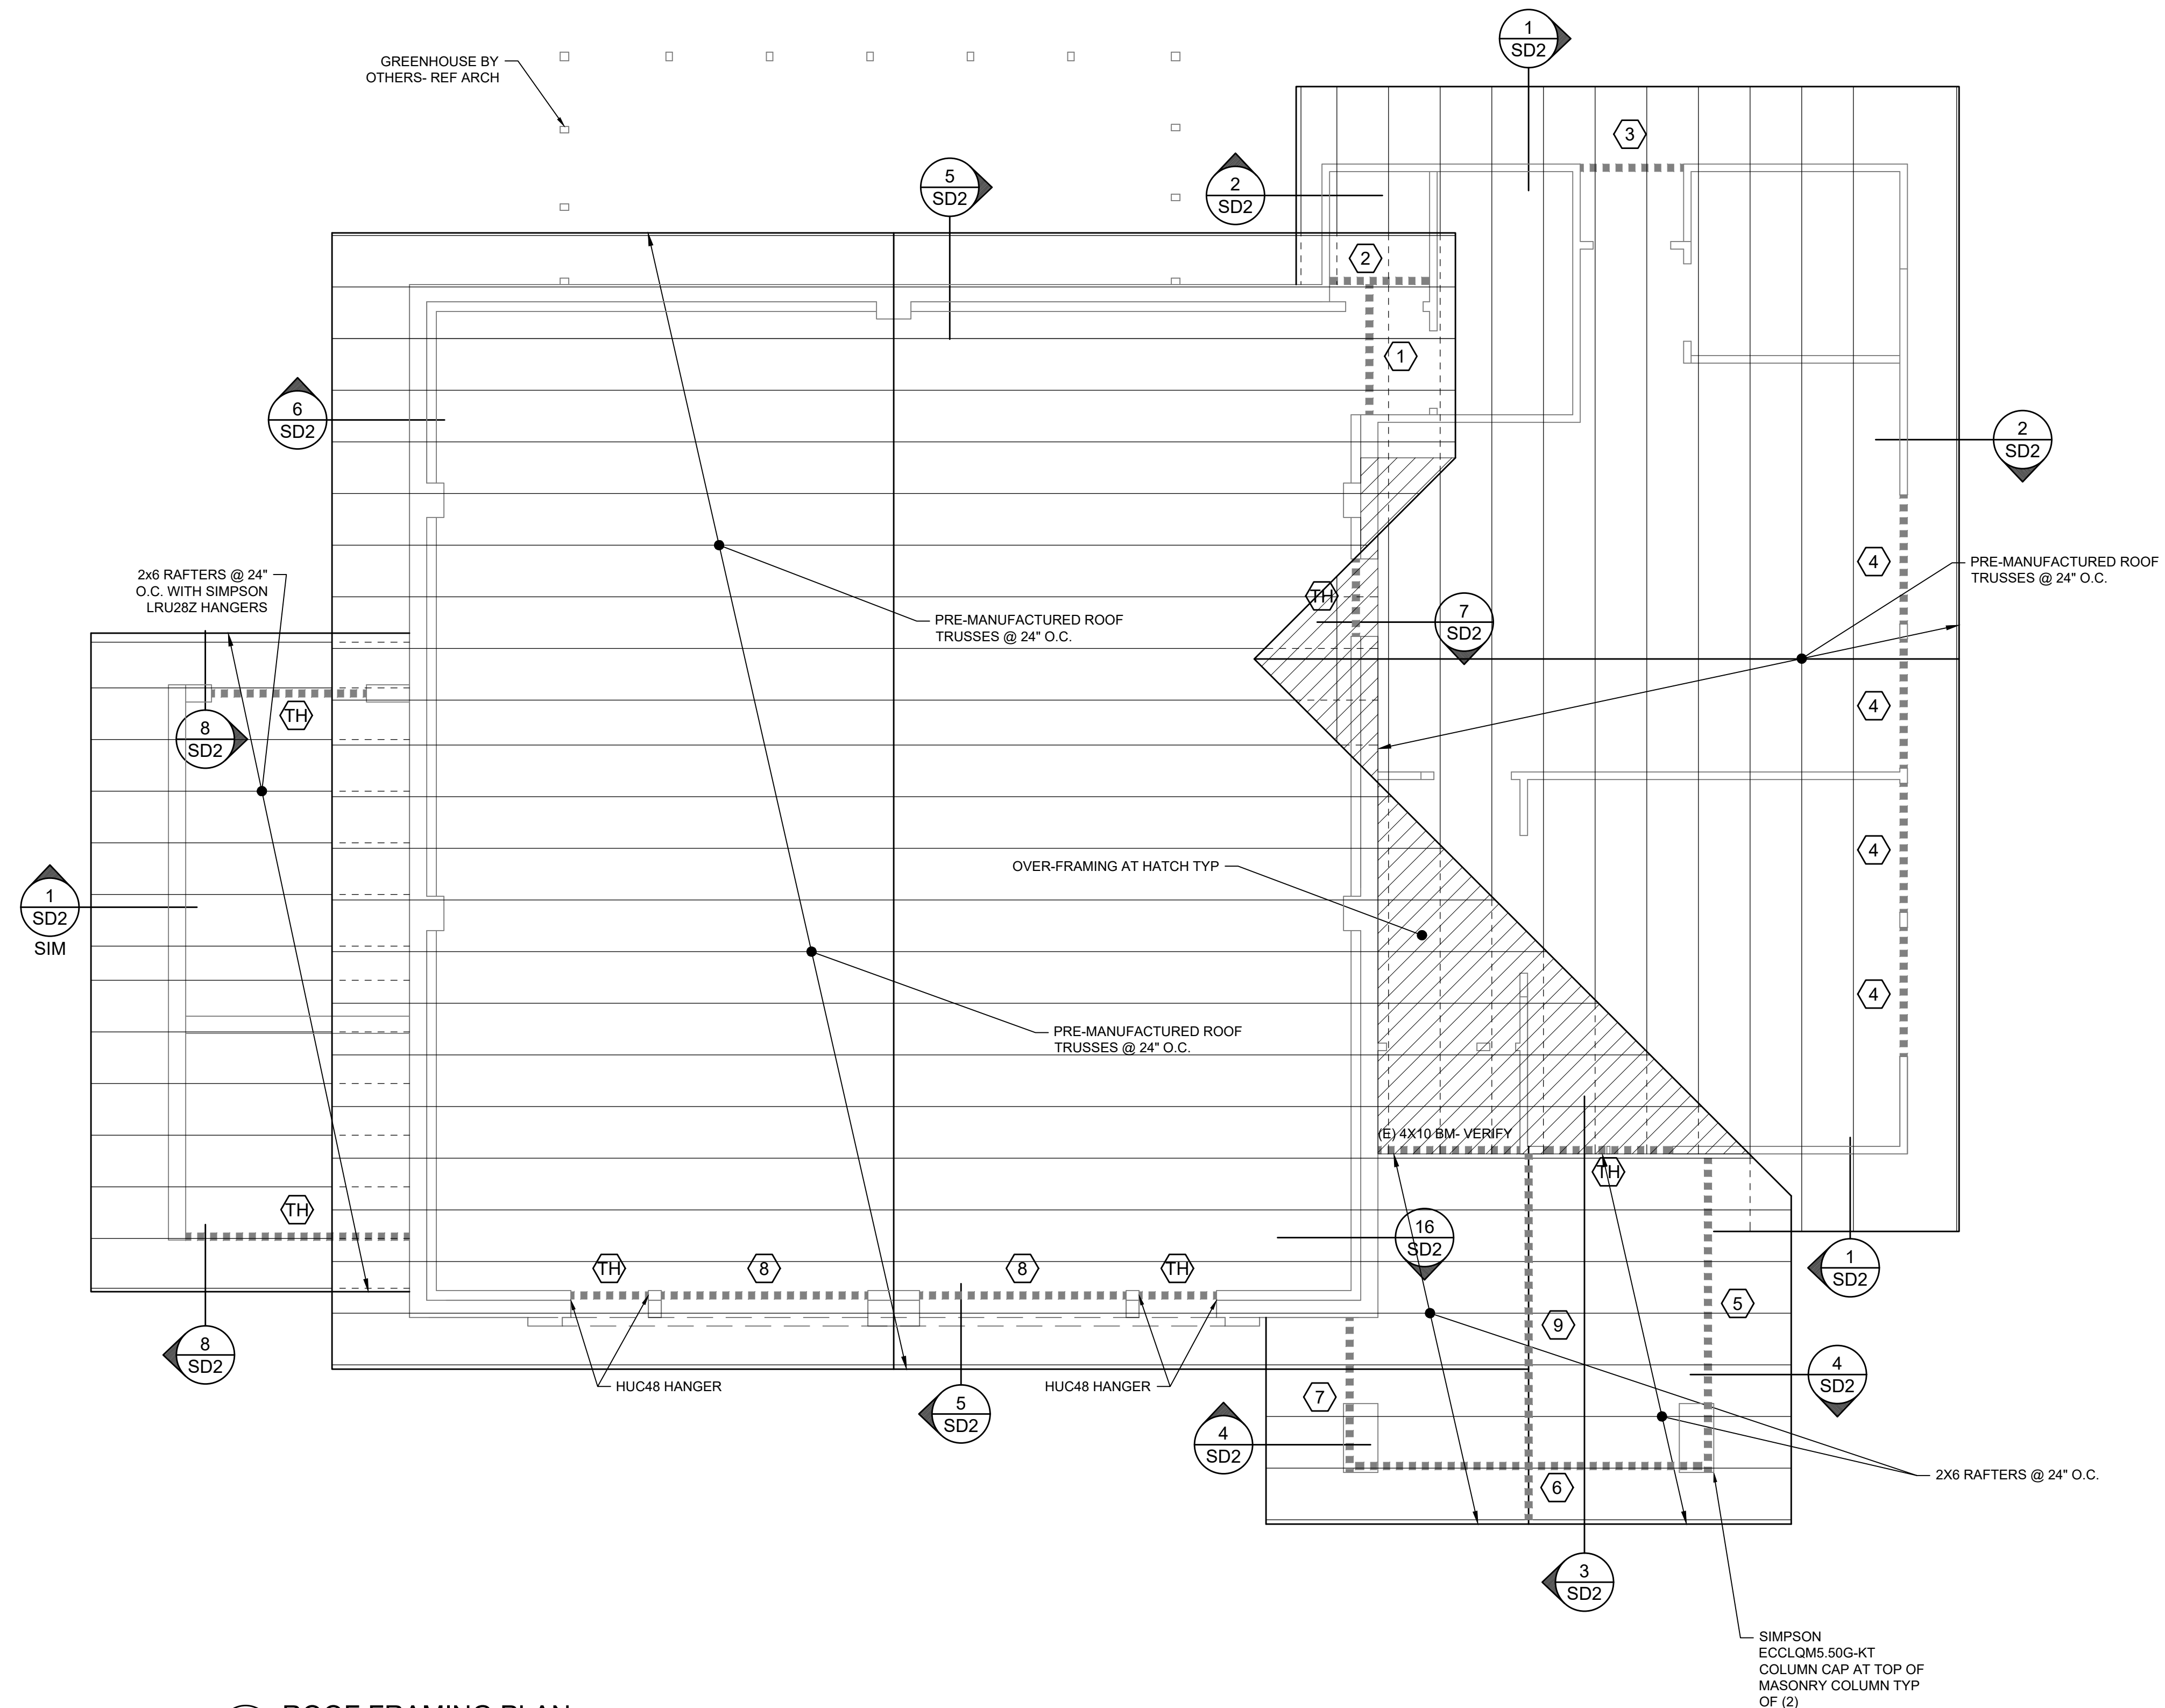 1
SD2
GREENHOUSE BY
OTHERS- REF ARCH
3
5
SD2
2
SD2
2
1
6
SD2
2
SD2
4
PRE-MANUFACTURED ROOF
TRUSSES @ 24" O.C.
2x6 RAFTERS @ 24"
O.C. WITH SIMPSON
LRU28Z HANGERS
TH
7
SD2
PRE-MANUFACTURED ROOF
TRUSSES @ 24" O.C.
TH
4
8
SD2
4
OVER-FRAMING AT HATCH TYP
1
SD2
SIM
4
PRE-MANUFACTURED ROOF
TRUSSES @ 24" O.C.
(E) 4X10 BM- VERIFY
TH
TH
16
SD2
TH
8
8
TH
1
SD2
5
9
8
SD2
HUC48 HANGER
HUC48 HANGER
7
4
SD2
5
SD2
4
SD2
6
2X6 RAFTERS @ 24" O.C.
3
SD2
SIMPSON
ECCLQM5.50G-KT
COLUMN CAP AT TOP OF
MASONRY COLUMN TYP
OF (2)
ROOF FRAMING PLAN